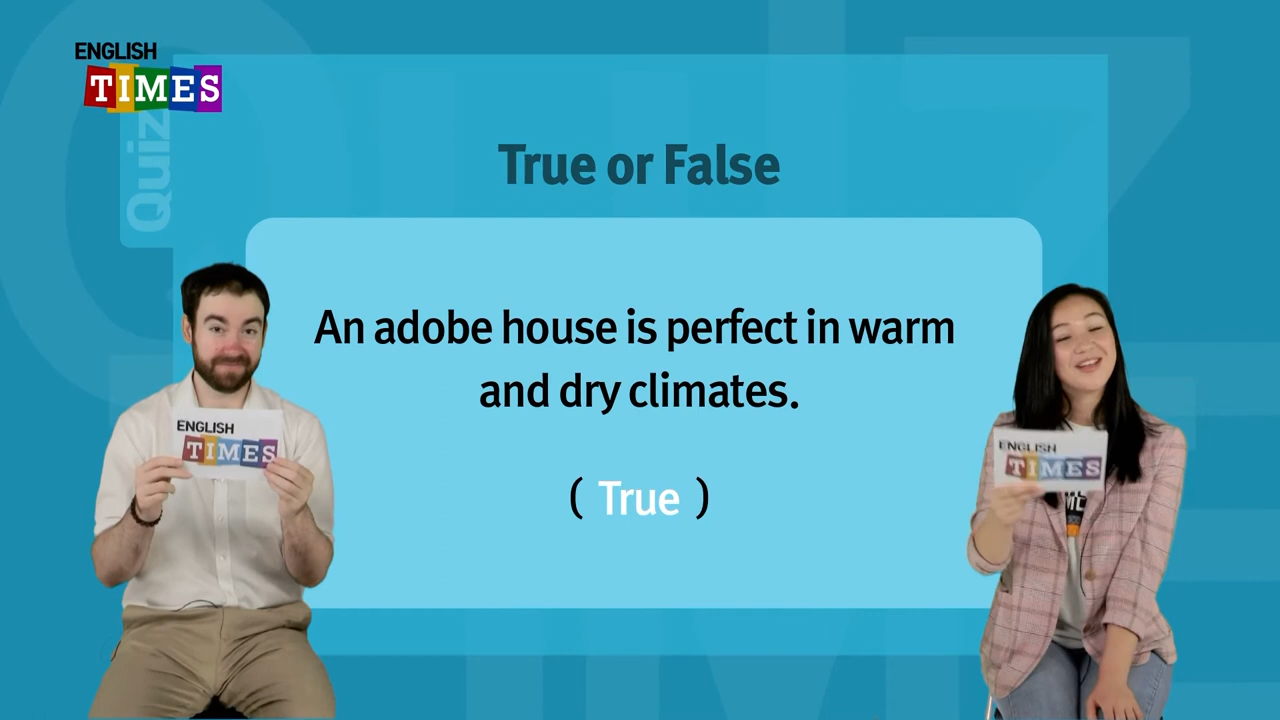 ENGLISH
TIMES
Quiz
True or False
An adobe house is perfect in warm
and dry climates.
( True )
ENGLISH
TIMES
ENGLISH
TIMES